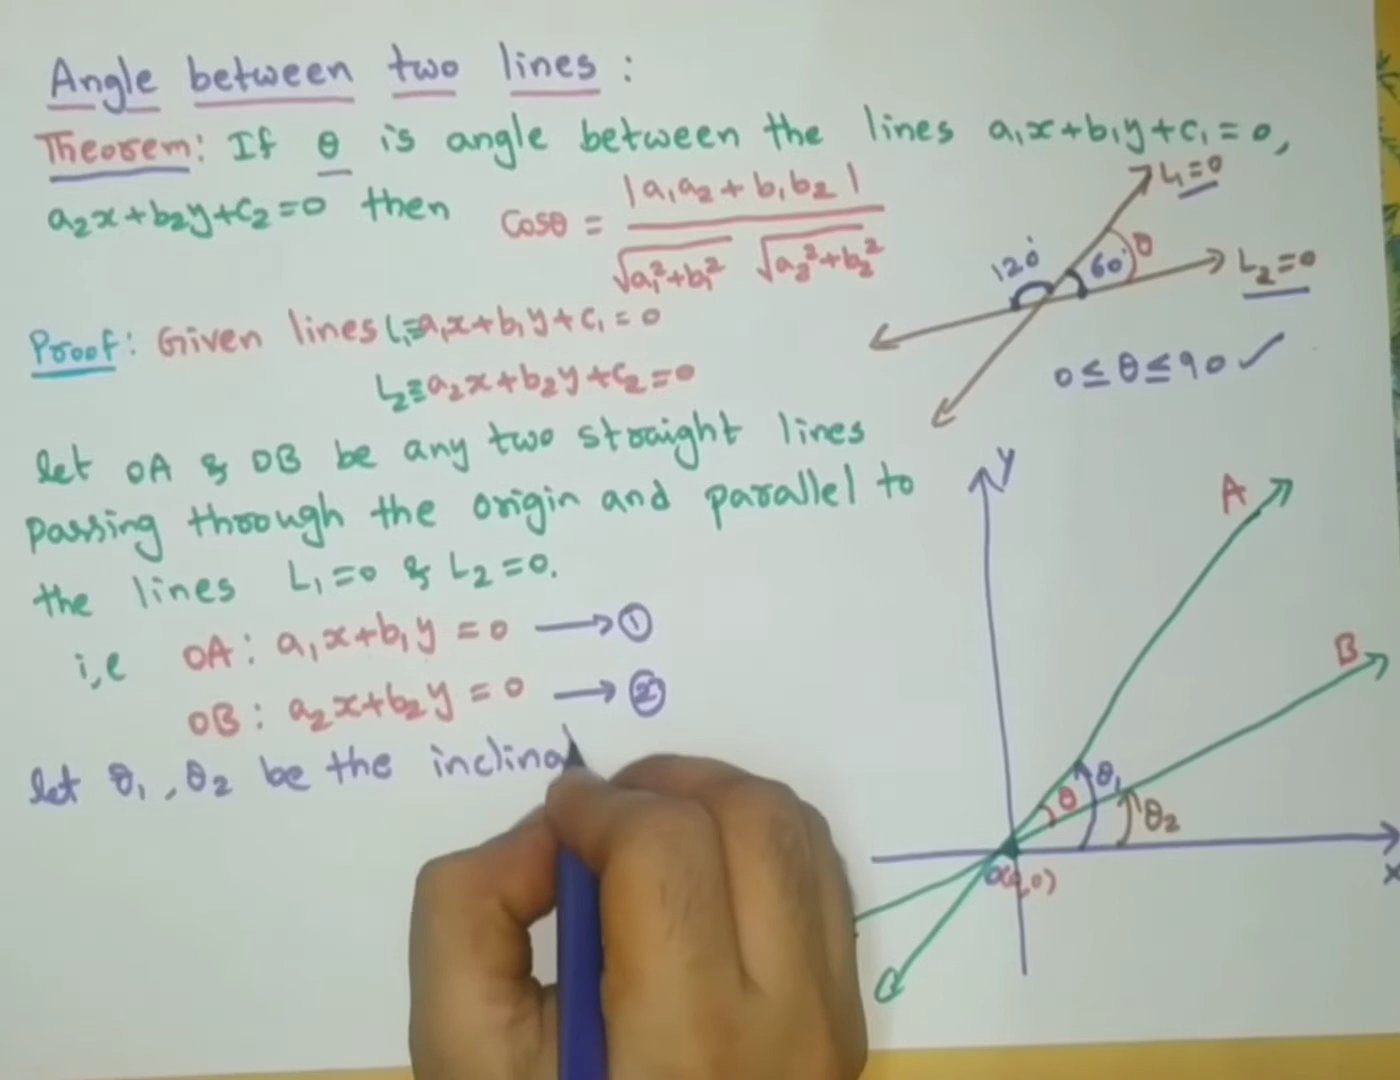 Angle between two lines :
Theorem: If θ is angle between the lines a₁x+b₁y+c₁=0,
a₂x+b₂y+c₂=0 then Cosθ = |a₁a₂+b₁b₂| / √a₁²+b₁² √a₂²+b₂²
L₁=0
120°
60°
θ
L₂=0
0≤θ≤90 ✓
Proof: Given lines L₁≡a₁x+b₁y+c₁=0
L₂≡a₂x+b₂y+c₂=0
let OA & OB be any two straight lines
passing through the origin and parallel to
the lines L₁=0 & L₂=0.
i,e OA: a₁x+b₁y=0 → ①
OB: a₂x+b₂y=0 → ②
let θ₁, θ₂ be the inclina
Y
A
B
θ
θ₁
θ₂
O(0,0)
X